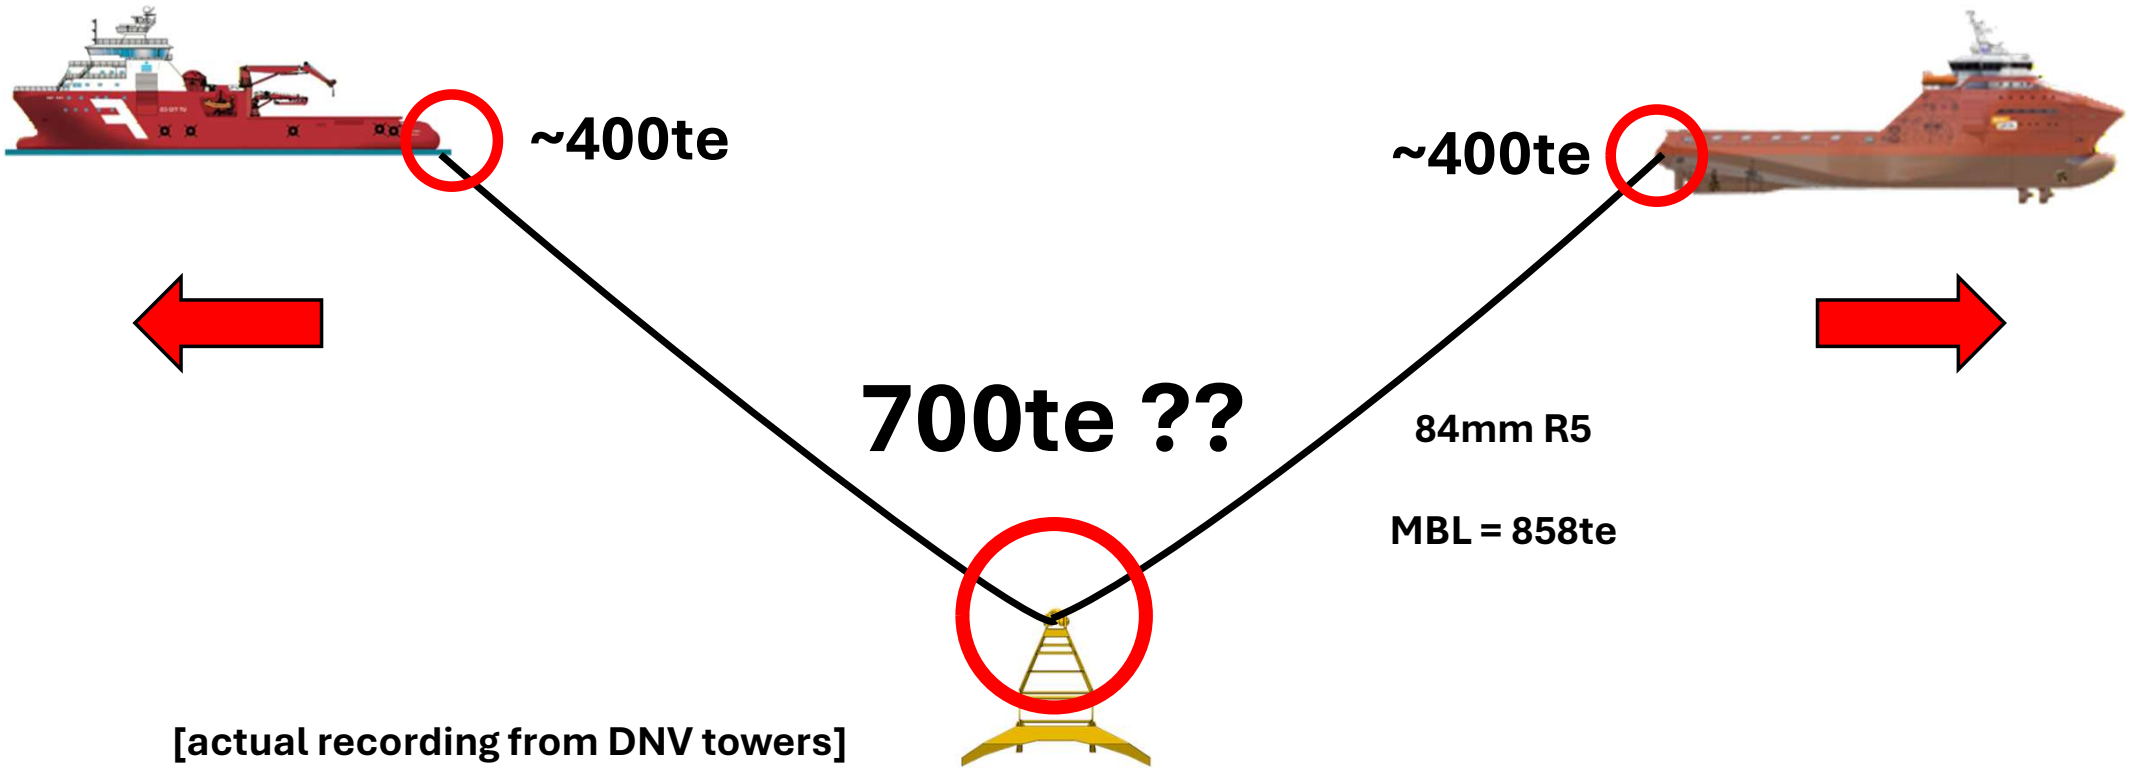 ~400te
~400te
700te ??
84mm R5
MBL = 858te
[actual recording from DNV towers]